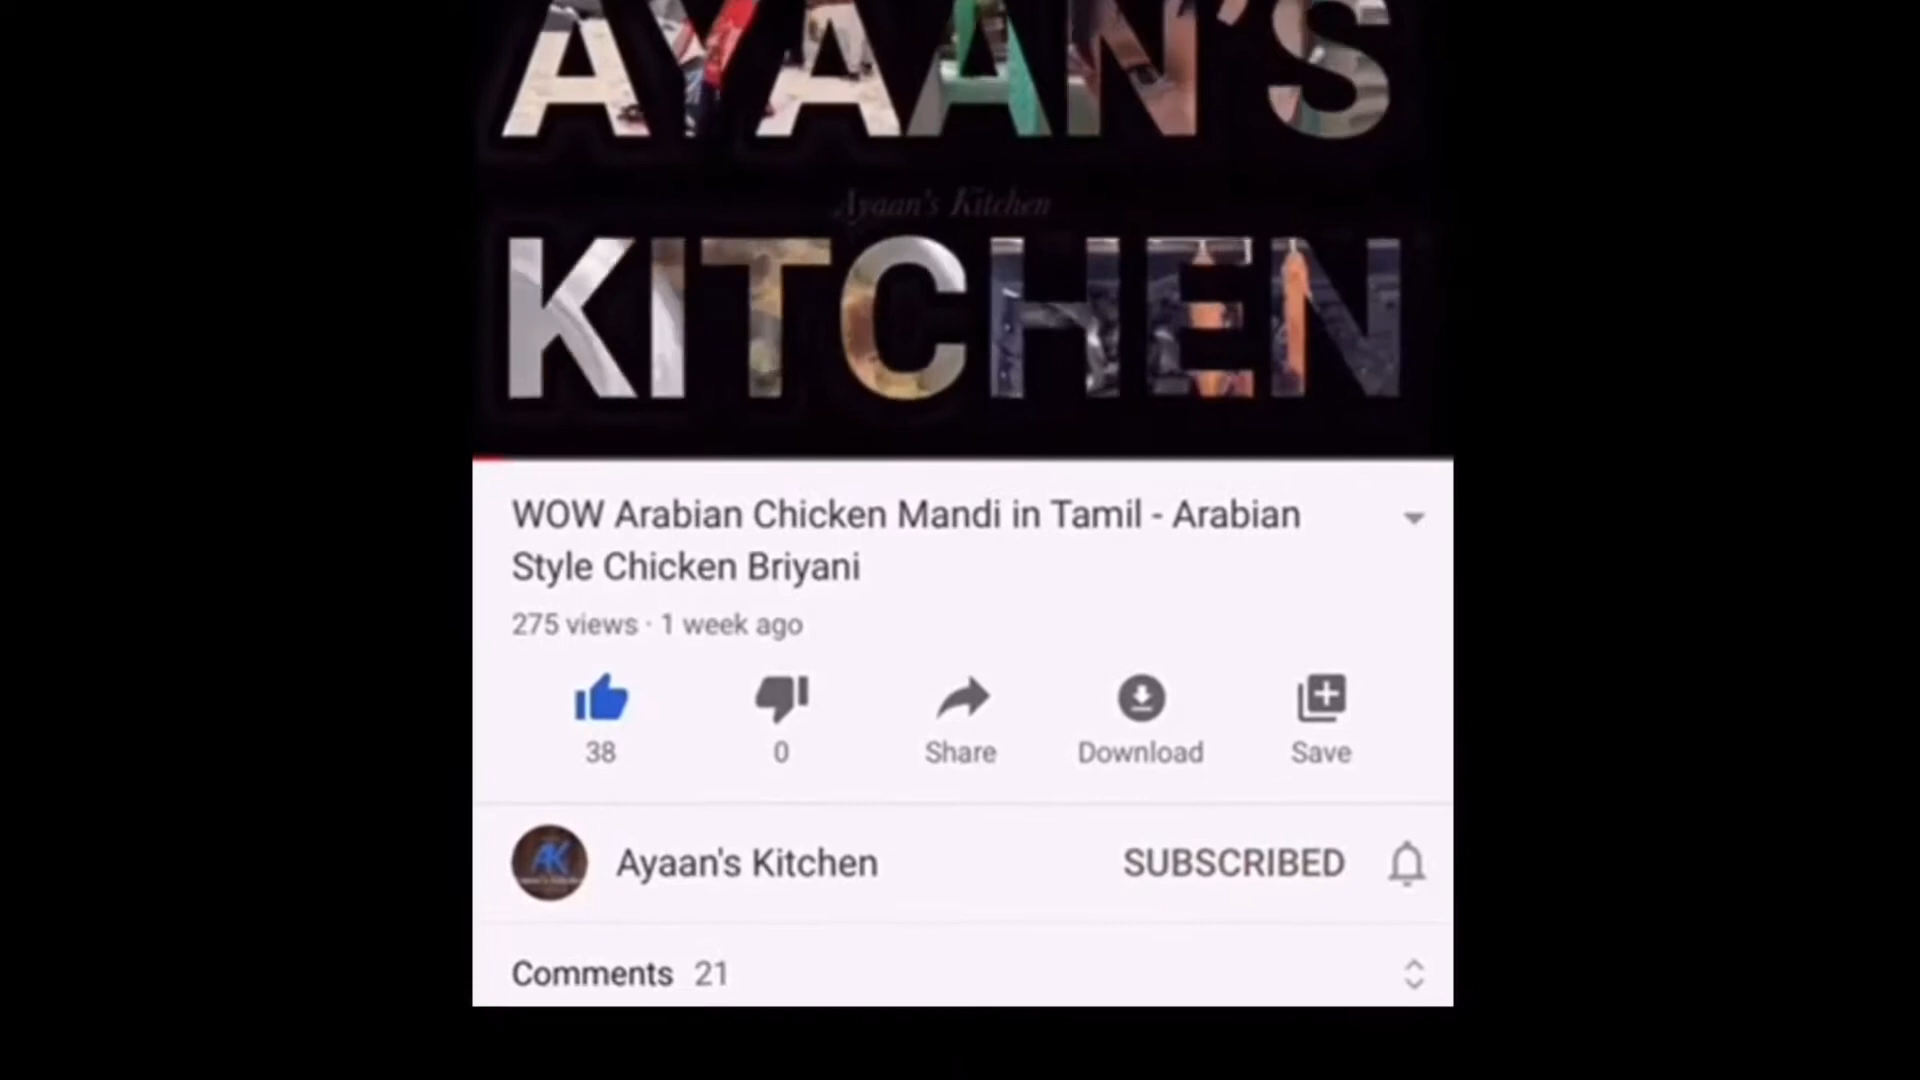 AYAAN'S
Ayaan's Kitchen
KITCHEN
WOW Arabian Chicken Mandi in Tamil - Arabian
Style Chicken Briyani
275 views · 1 week ago
38
0
Share
Download
Save
AK
Ayaan's Kitchen
SUBSCRIBED
Comments 21